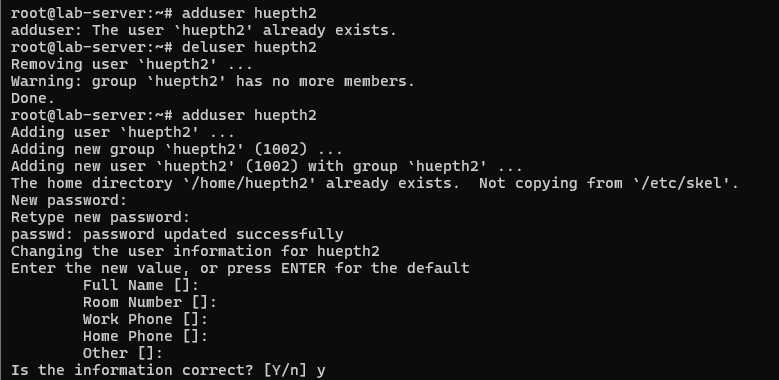 root@lab-server:~# adduser huepth2
adduser: The user `huepth2' already exists.
root@lab-server:~# deluser huepth2
Removing user `huepth2' ...
Warning: group `huepth2' has no more members.
Done.
root@lab-server:~# adduser huepth2
Adding user `huepth2' ...
Adding new group `huepth2' (1002) ...
Adding new user `huepth2' (1002) with group `huepth2' ...
The home directory `/home/huepth2' already exists.  Not copying from `/etc/skel'.
New password:
Retype new password:
passwd: password updated successfully
Changing the user information for huepth2
Enter the new value, or press ENTER for the default
        Full Name []:
        Room Number []:
        Work Phone []:
        Home Phone []:
        Other []:
Is the information correct? [Y/n] y